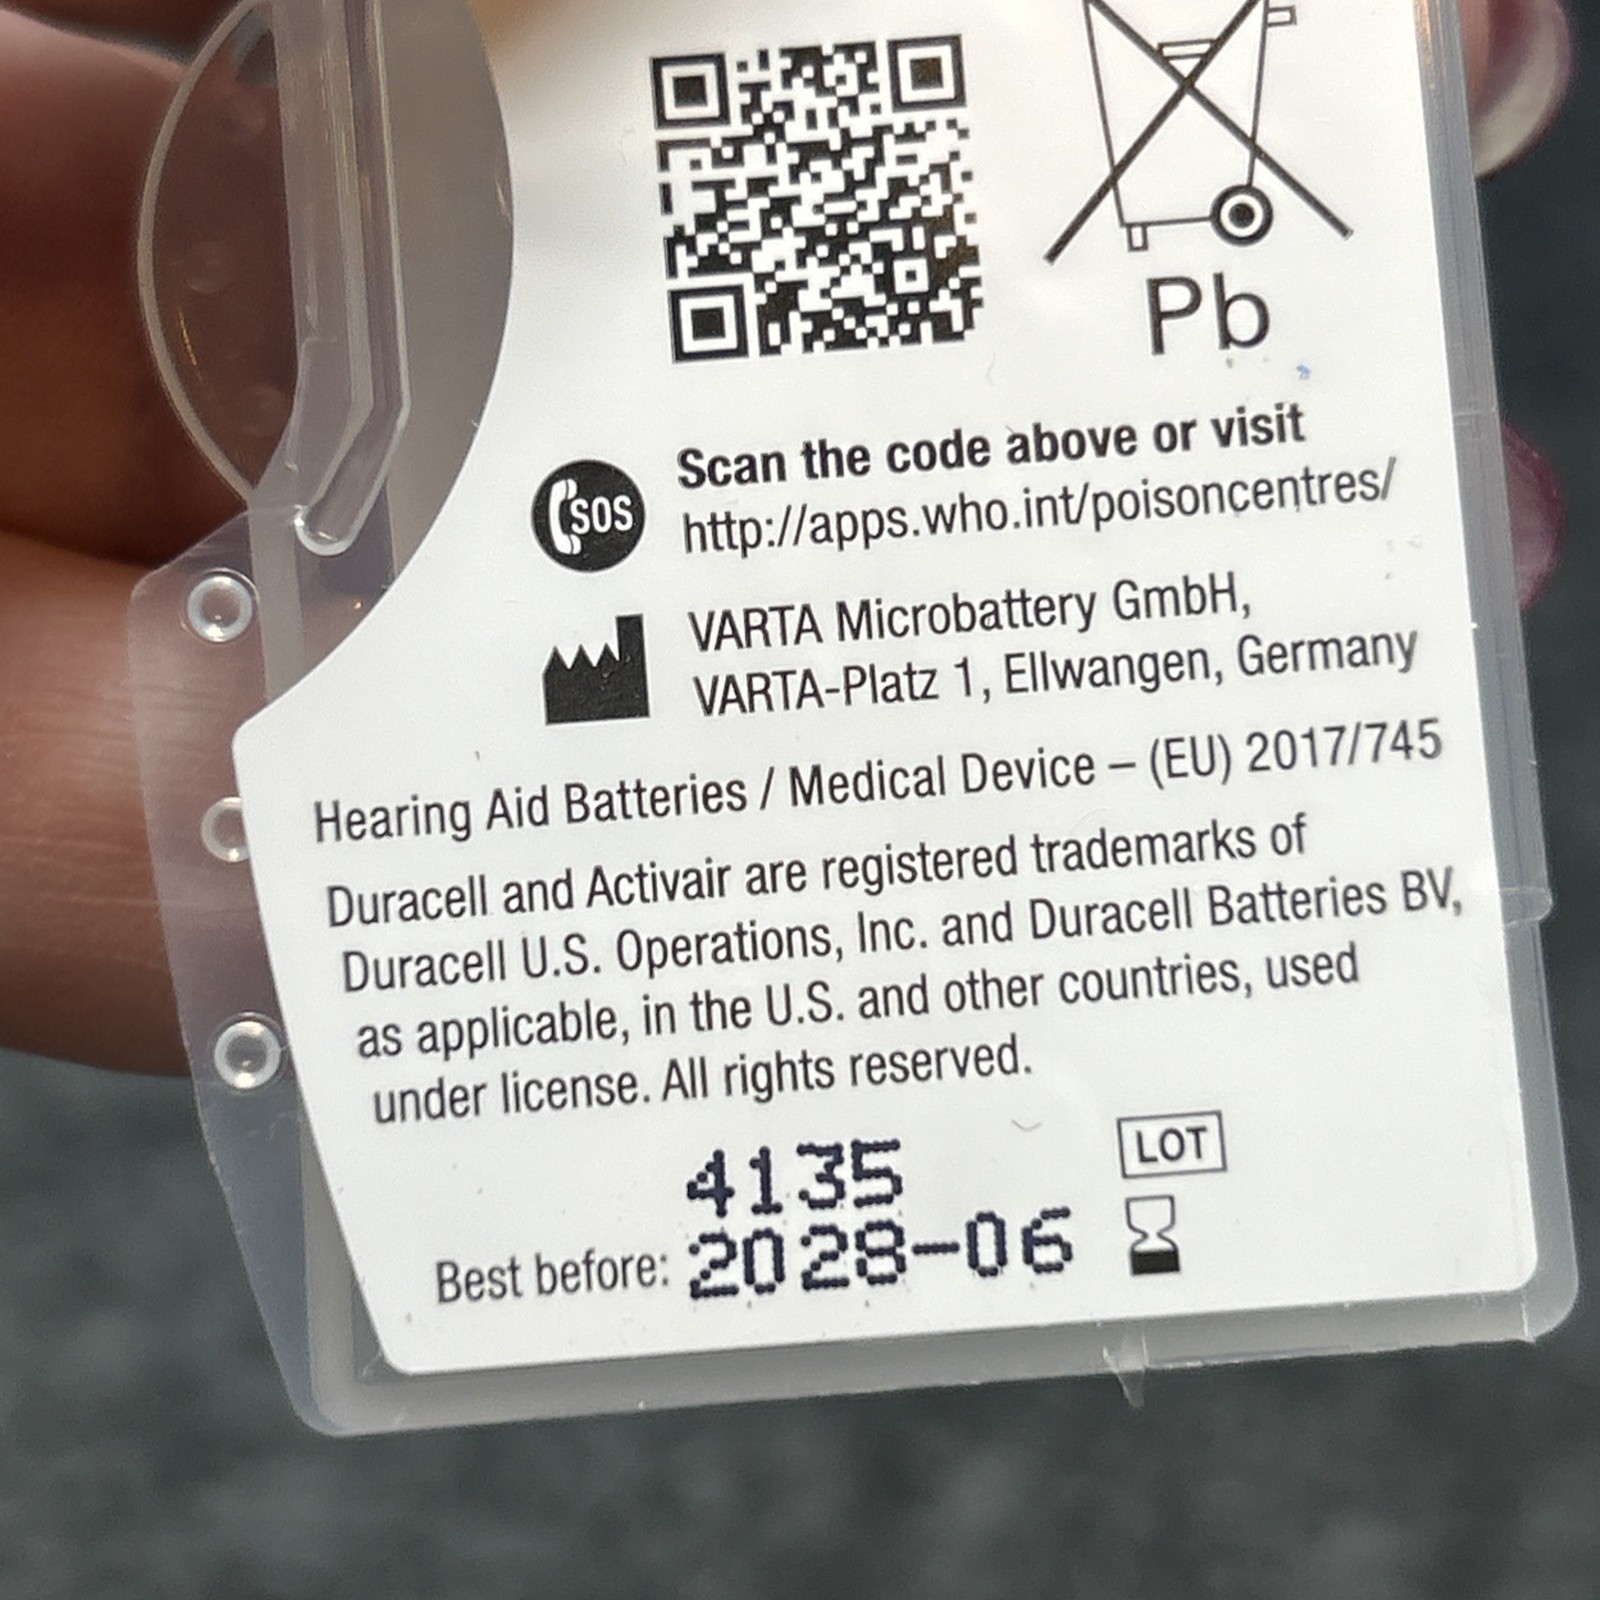 Pb
SOS
Scan the code above or visit
http://apps.who.int/poisoncentres/
VARTA Microbattery GmbH,
VARTA-Platz 1, Ellwangen, Germany
Hearing Aid Batteries / Medical Device – (EU) 2017/745
Duracell and Activair are registered trademarks of
Duracell U.S. Operations, Inc. and Duracell Batteries BV,
as applicable, in the U.S. and other countries, used
under license. All rights reserved.
4135 LOT
Best before: 2028-06